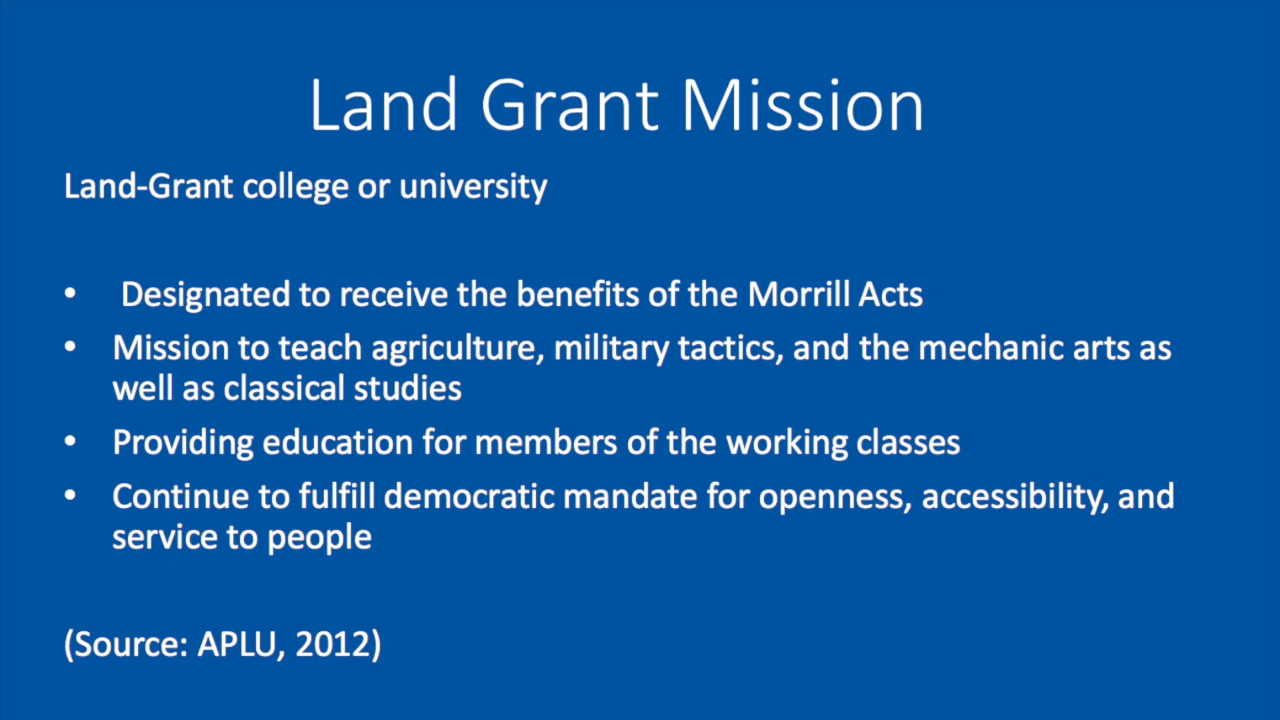 Land Grant Mission
Land-Grant college or university
• Designated to receive the benefits of the Morrill Acts
• Mission to teach agriculture, military tactics, and the mechanic arts as
well as classical studies
• Providing education for members of the working classes
• Continue to fulfill democratic mandate for openness, accessibility, and
service to people
(Source: APLU, 2012)